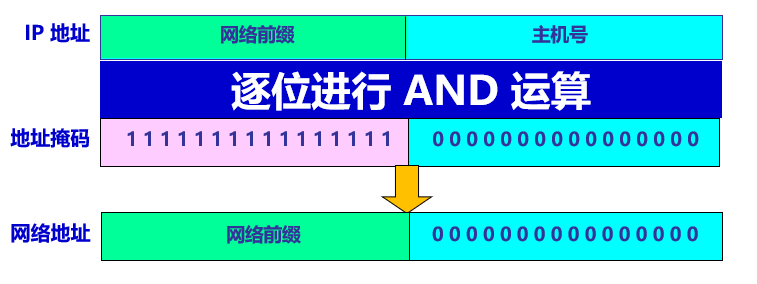 IP 地址 网络前缀 主机号
逐位进行 AND 运算
地址掩码 1 1 1 1 1 1 1 1 1 1 1 1 1 1 1 1 0 0 0 0 0 0 0 0 0 0 0 0 0 0 0 0
网络地址 网络前缀 0 0 0 0 0 0 0 0 0 0 0 0 0 0 0 0